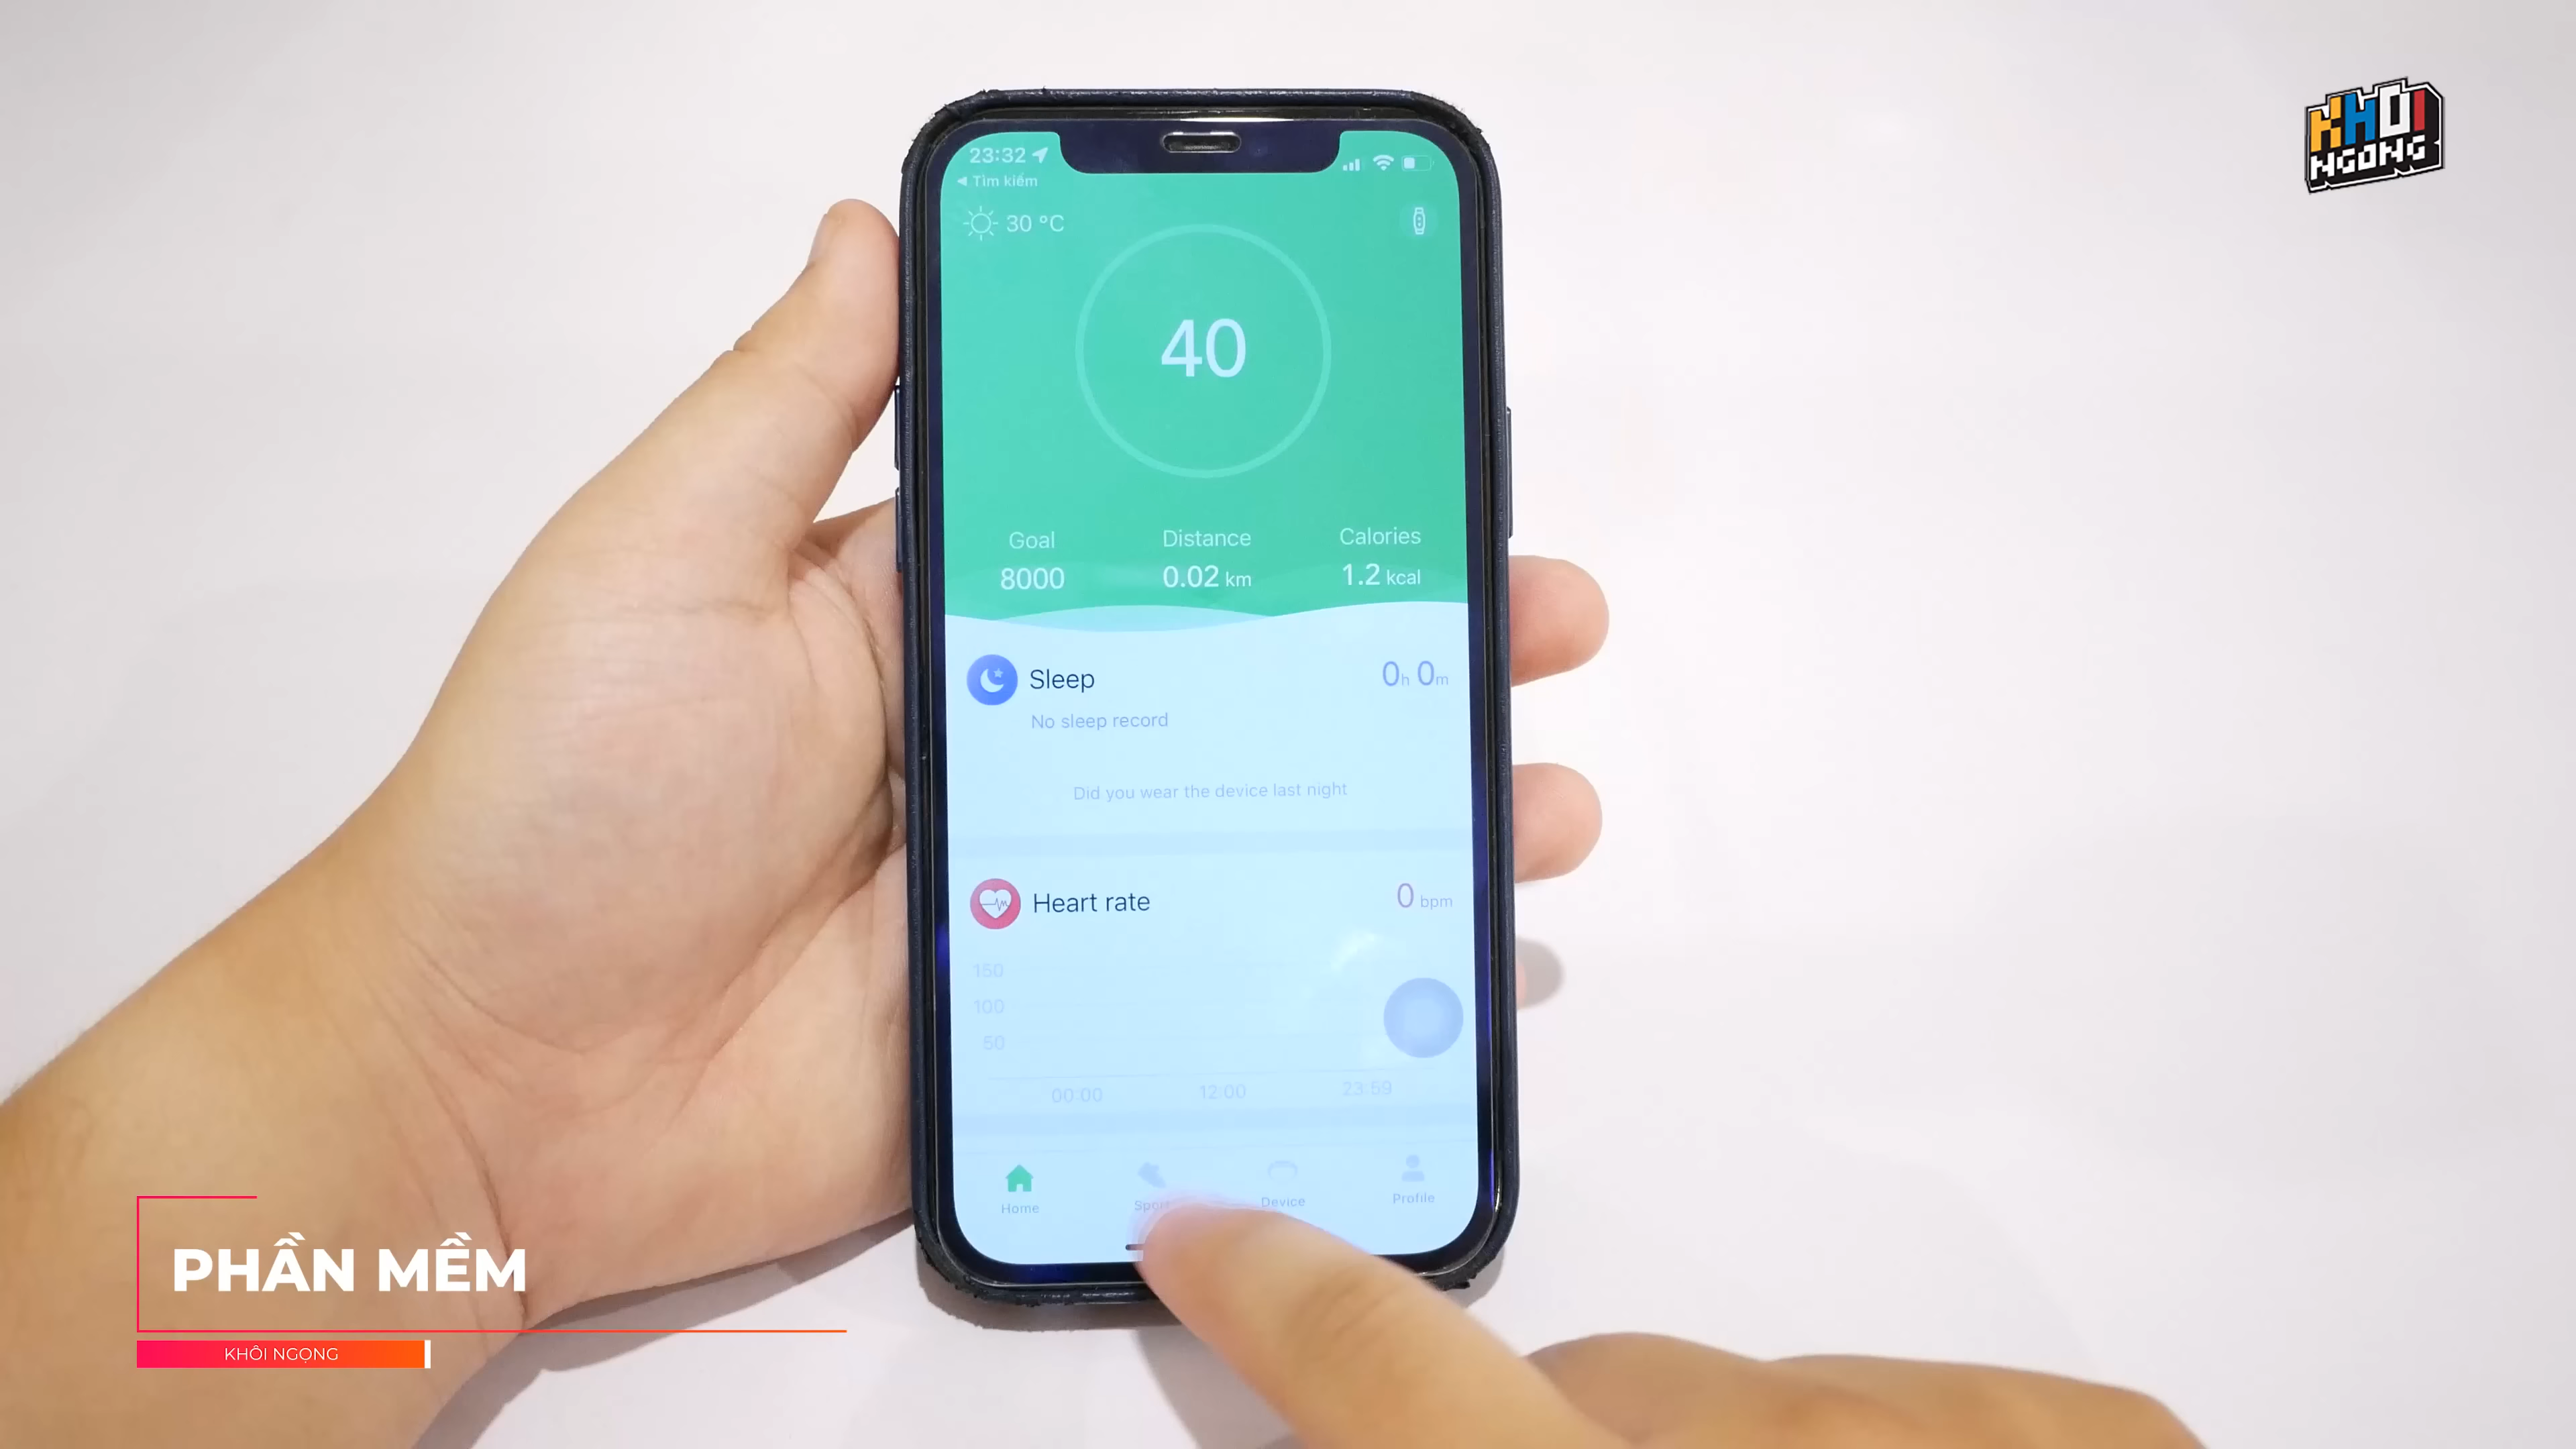 KHOI
NGONG
23:32
Tìm kiếm
30 °C
40
Goal
Distance
Calories
8000
0.02 km
1.2 kcal
Sleep
0h 0m
No sleep record
Did you wear the device last night
Heart rate
0 bpm
150
100
50
00:00
12:00
23:59
Home
Device
Profile
PHẦN MỀM
KHÔI NGỌNG